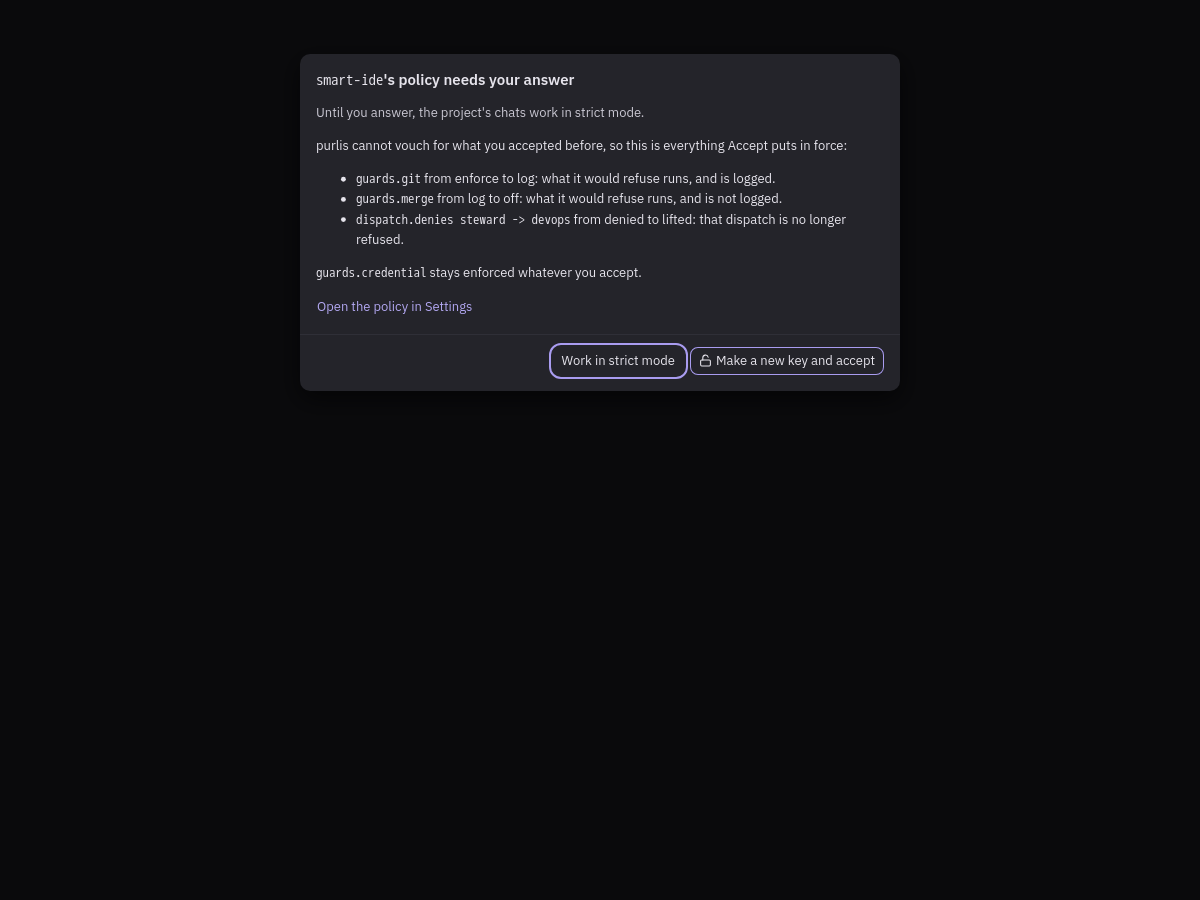 smart-ide's policy needs your answer
Until you answer, the project's chats work in strict mode.
purlis cannot vouch for what you accepted before, so this is everything Accept puts in force:
• guards.git from enforce to log: what it would refuse runs, and is logged.
• guards.merge from log to off: what it would refuse runs, and is not logged.
• dispatch.denies steward -> devops from denied to lifted: that dispatch is no longer
refused.
guards.credential stays enforced whatever you accept.
Open the policy in Settings
Work in strict mode
Make a new key and accept